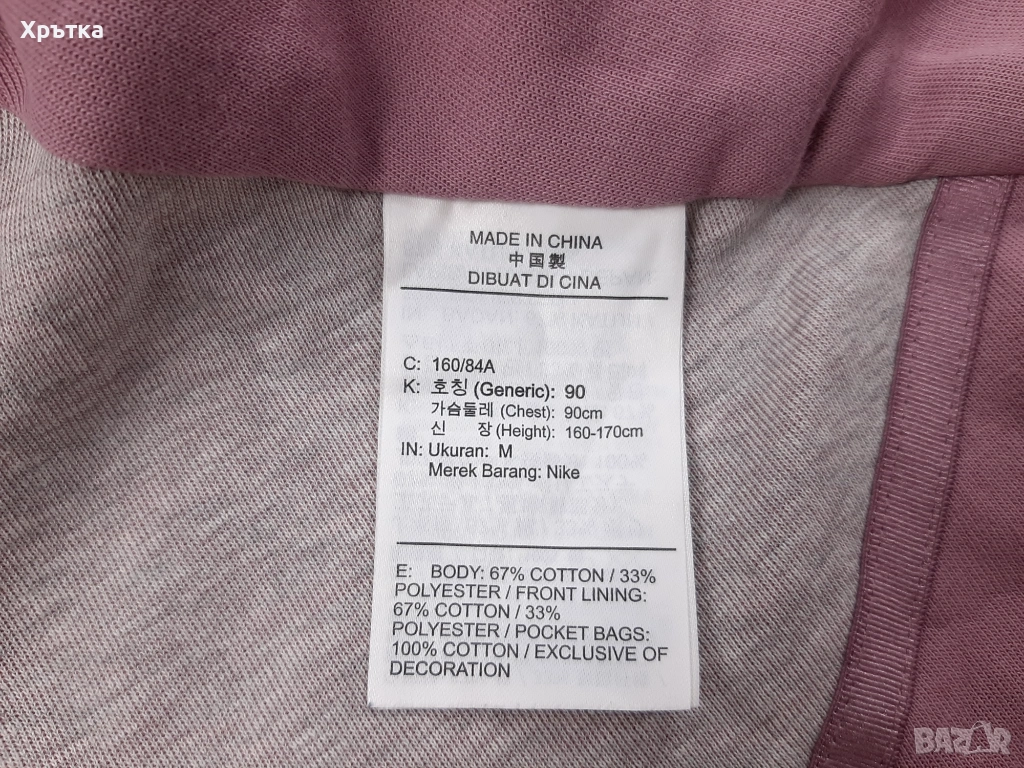 Хрътка
MADE IN CHINA
中国製
DIBUAT DI CINA
C: 160/84A
K: 호칭 (Generic): 90
가슴둘레 (Chest): 90cm
신 장 (Height): 160-170cm
IN: Ukuran: M
Merek Barang: Nike
E: BODY: 67% COTTON / 33%
POLYESTER / FRONT LINING:
67% COTTON / 33%
POLYESTER / POCKET BAGS:
100% COTTON / EXCLUSIVE OF
DECORATION
BAZAR